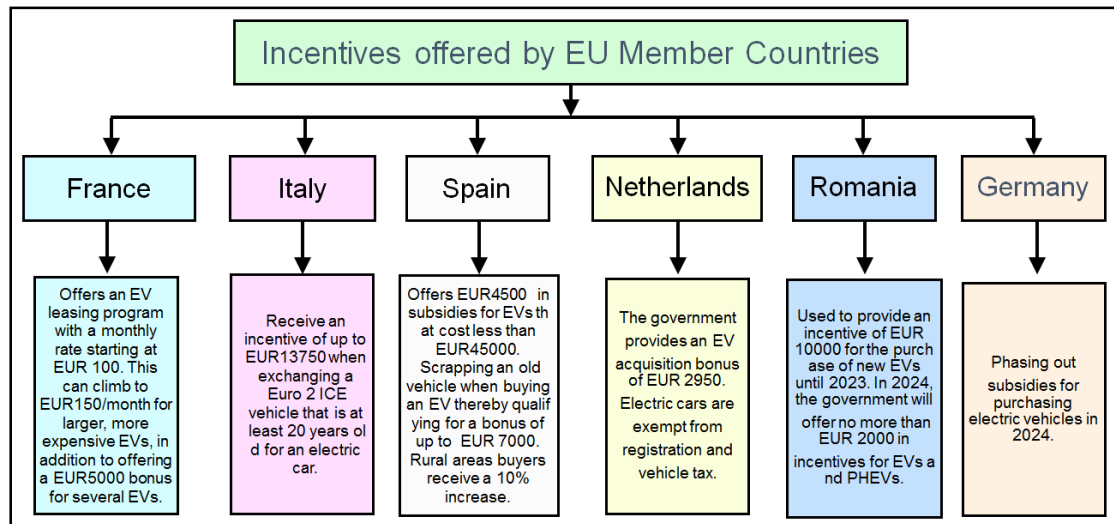 Incentives offered by EU Member Countries
France
Italy
Spain
Netherlands
Romania
Germany
Offers an EV
leasing program
with a monthly
rate starting at
EUR 100. This
can climb to
EUR150/month for
larger, more
expensive EVs, in
addition to offering
a EUR5000 bonus
for several EVs.
Receive an
incentive of up to
EUR13750 when
exchanging a
Euro 2 ICE
vehicle that is at
least 20 years ol
d for an electric
car.
Offers EUR4500 in
subsidies for EVs th
at cost less than
EUR45000.
Scrapping an old
vehicle when buying
an EV thereby qualif
ying for a bonus of
up to EUR 7000.
Rural areas buyers
receive a 10%
increase.
The government
provides an EV
acquisition bonus
of EUR 2950.
Electric cars are
exempt from
registration and
vehicle tax.
Used to provide an
incentive of EUR
10000 for the purch
ase of new EVs
until 2023. In 2024,
the government will
offer no more than
EUR 2000 in
incentives for EVs a
nd PHEVs.
Phasing out
subsidies for
purchasing
electric vehicles in
2024.